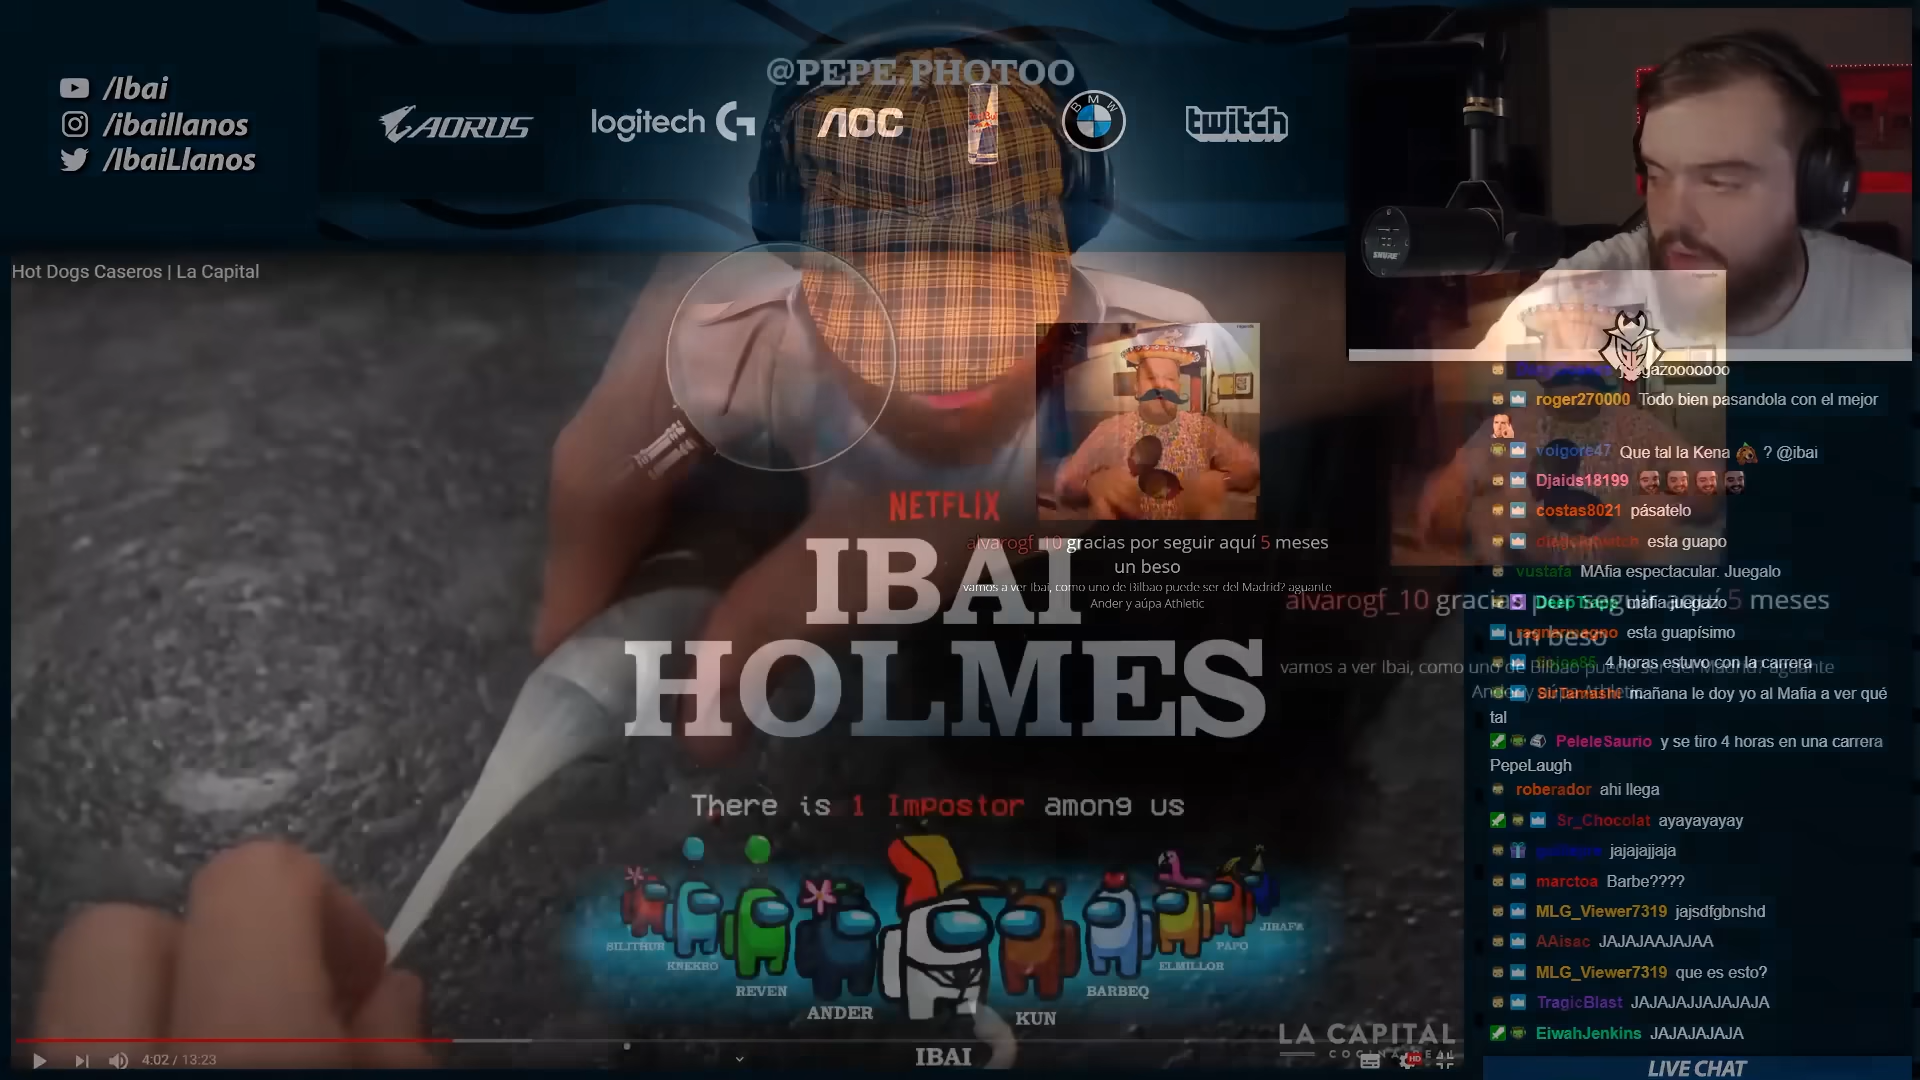 /Ibai
/ibaillanos
/IbaiLlanos
AORUS
logitech G
AOC
BMW
twitch
@PEPE.PHOTOO
SHURE
Hot Dogs Caseros | La Capital
NETFLIX
IBAI
HOLMES
alvarogf_10 gracias por seguir aquí 5 meses
un beso
vamos a ver Ibai, como uno de Bilbao puede ser del Madrid? aguante
Ander y aúpa Athletic
alvarogf_10 gracias por seguir aquí 5 meses
un beso
vamos a ver Ibai, como uno de Bilbao puede ser del Madrid? aguante
roger270000 Todo bien pasandola con el mejor
volgore47 Que tal la Kena ? @ibai
Djaids18199
costas8021 pásatelo
esta guapo
vustafa MAfia espectacular. Juegalo
mafia juegazo
esta guapísimo
4 horas estuvo con la carrera
mañana le doy yo al Mafia a ver qué
tal
PeleleSaurio y se tiro 4 horas en una carrera
PepeLaugh
roberador ahi llega
Sr_Chocolat ayayayayay
jajajajjaja
marctoa Barbe????
MLG_Viewer7319 jajsdfgbnshd
AAisac JAJAJAAJAJAA
MLG_Viewer7319 que es esto?
TragicBlast JAJAJAJJAJAJAJA
EiwahJenkins JAJAJAJAJA
LIVE CHAT
There is 1 Impostor among us
SILITHUR
KNEKRO
REVEN
ANDER
IBAI
KUN
BARBEQ
ELMILLOR
PAPO
LA CAPITAL
4:02 / 13:23
HD